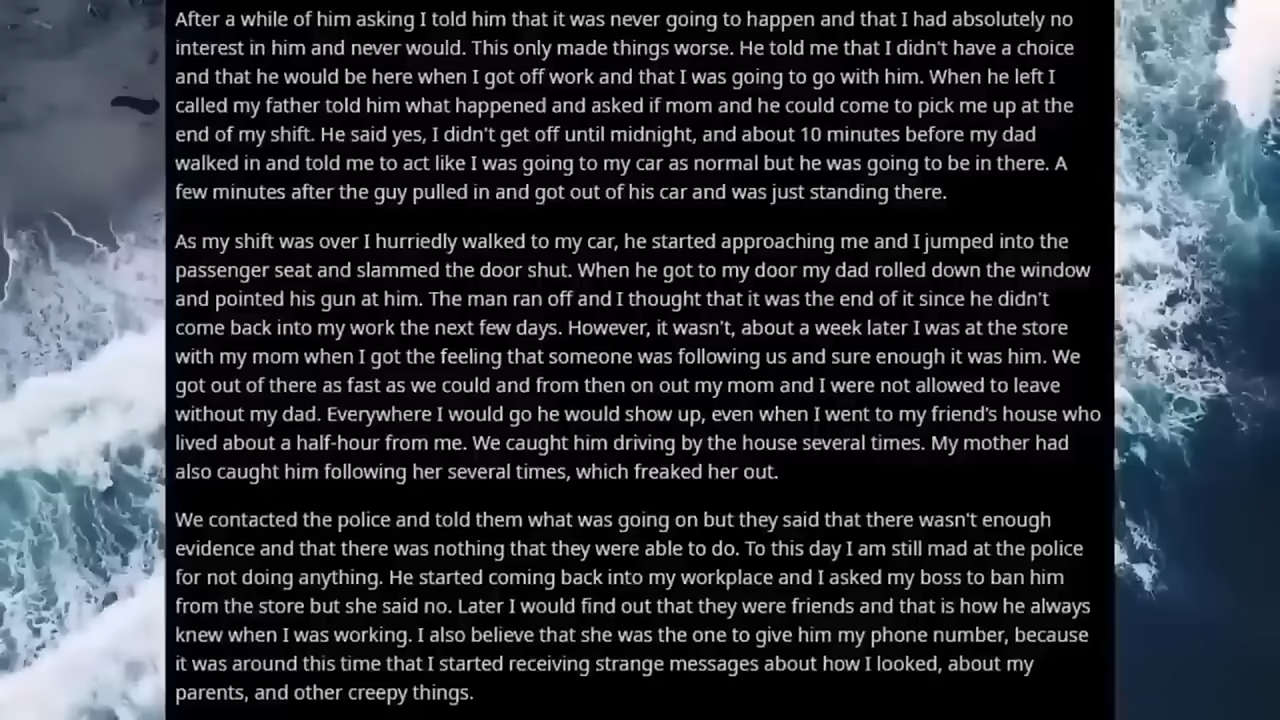 After a while of him asking I told him that it was never going to happen and that I had absolutely no
interest in him and never would. This only made things worse. He told me that I didn't have a choice
and that he would be here when I got off work and that I was going to go with him. When he left I
called my father told him what happened and asked if mom and he could come to pick me up at the
end of my shift. He said yes, I didn't get off until midnight, and about 10 minutes before my dad
walked in and told me to act like I was going to my car as normal but he was going to be in there. A
few minutes after the guy pulled in and got out of his car and was just standing there.
As my shift was over I hurriedly walked to my car, he started approaching me and I jumped into the
passenger seat and slammed the door shut. When he got to my door my dad rolled down the window
and pointed his gun at him. The man ran off and I thought that it was the end of it since he didn't
come back into my work the next few days. However, it wasn't, about a week later I was at the store
with my mom when I got the feeling that someone was following us and sure enough it was him. We
got out of there as fast as we could and from then on out my mom and I were not allowed to leave
without my dad. Everywhere I would go he would show up, even when I went to my friend's house who
lived about a half-hour from me. We caught him driving by the house several times. My mother had
also caught him following her several times, which freaked her out.
We contacted the police and told them what was going on but they said that there wasn't enough
evidence and that there was nothing that they were able to do. To this day I am still mad at the police
for not doing anything. He started coming back into my workplace and I asked my boss to ban him
from the store but she said no. Later I would find out that they were friends and that is how he always
knew when I was working. I also believe that she was the one to give him my phone number, because
it was around this time that I started receiving strange messages about how I looked, about my
parents, and other creepy things.